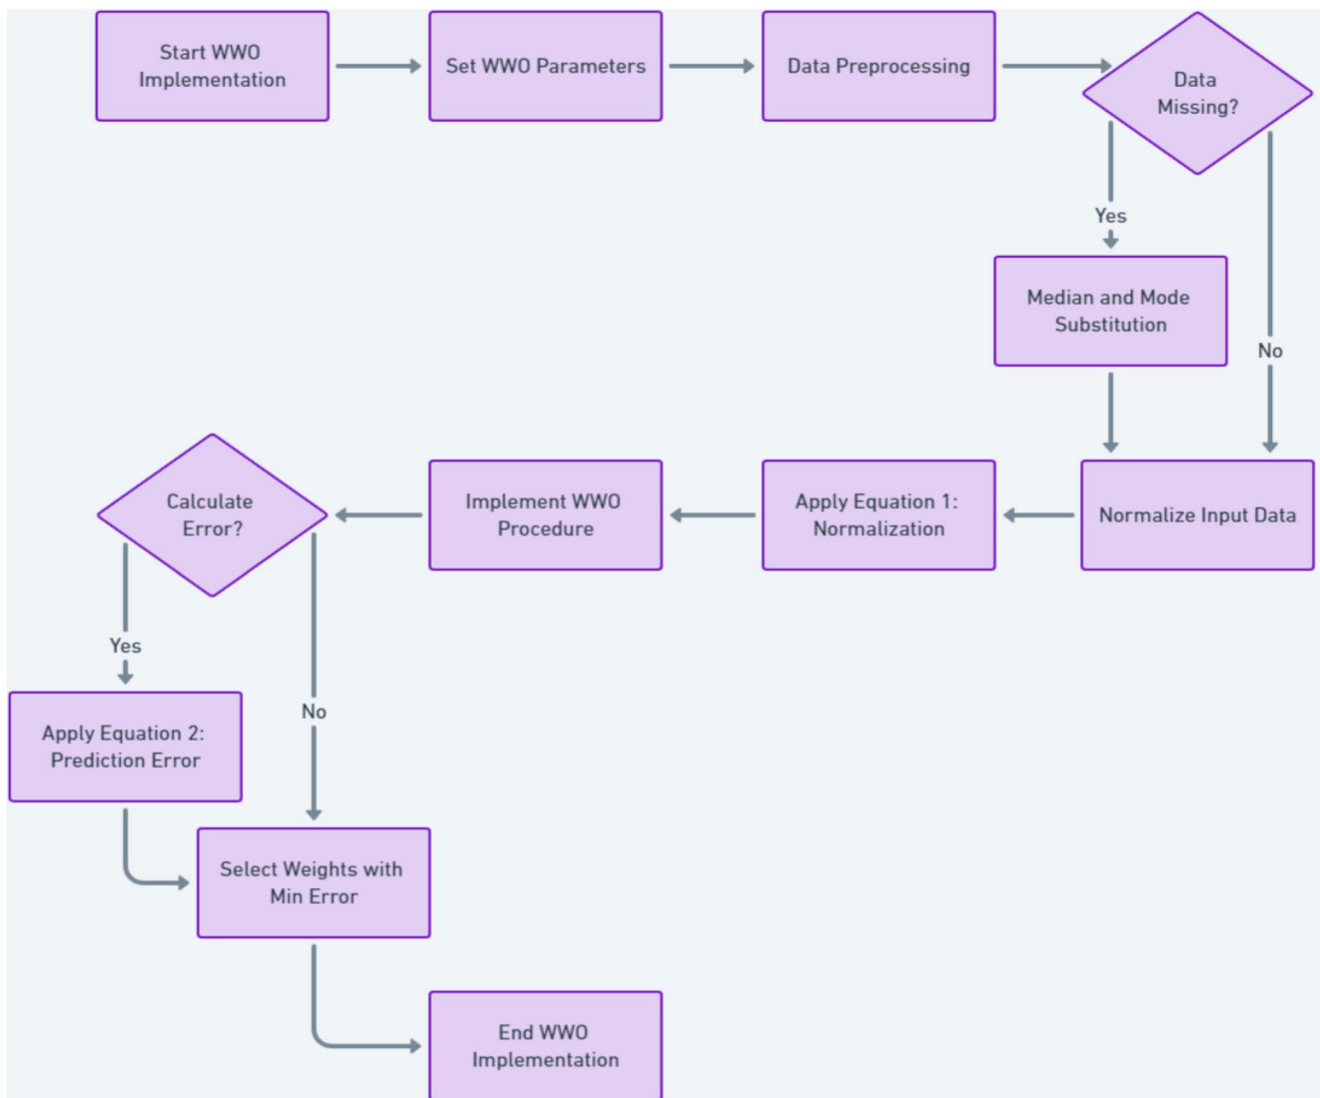 Start WWO
Implementation
Set WWO Parameters
Data Preprocessing
Data
Missing?
Yes
Median and Mode
Substitution
No
Normalize Input Data
Apply Equation 1:
Normalization
Implement WWO
Procedure
Calculate
Error?
Yes
Apply Equation 2:
Prediction Error
No
Select Weights with
Min Error
End WWO
Implementation